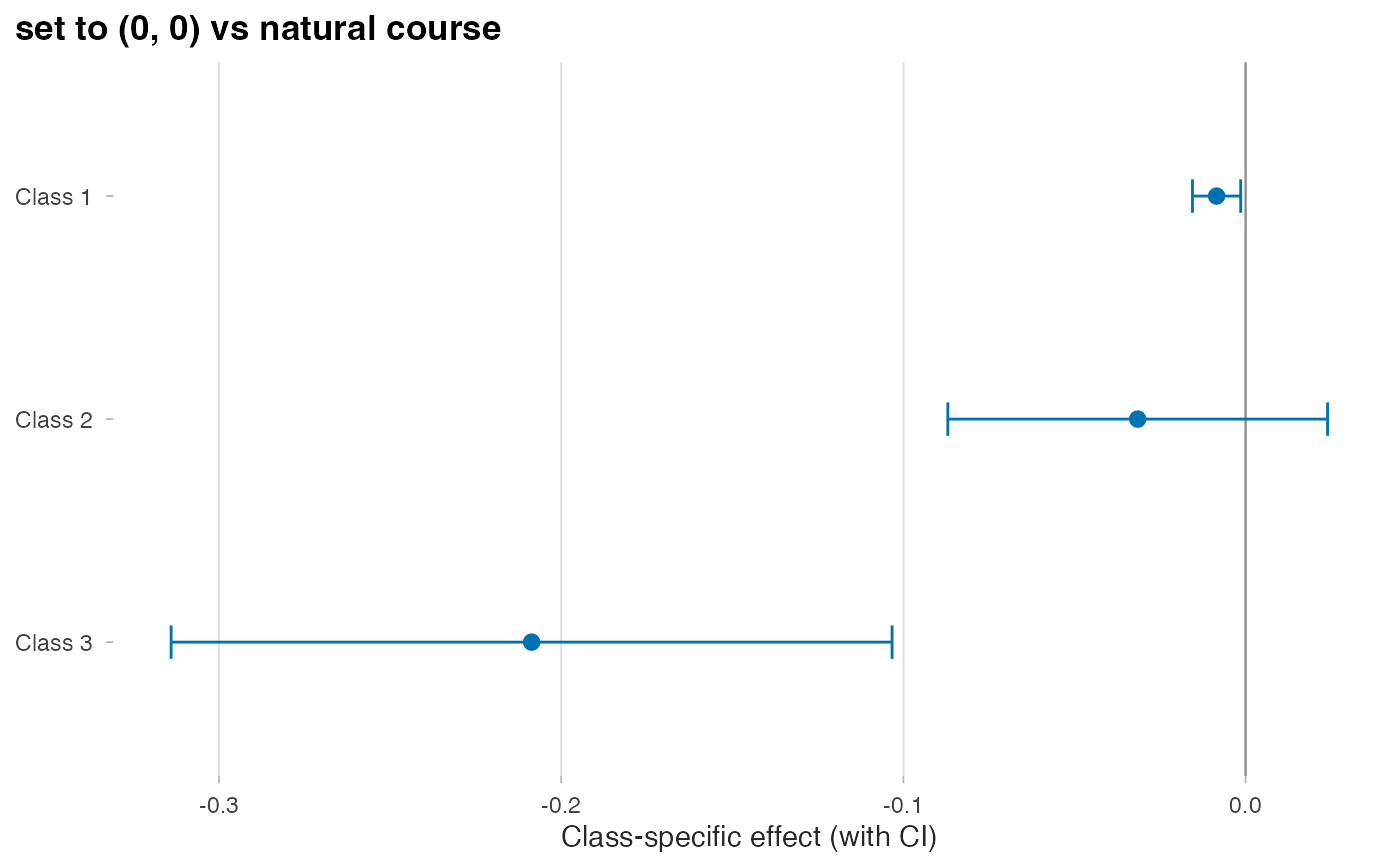 set to (0, 0) vs natural course
Class 1
Class 2
Class 3
-0.3 -0.2 -0.1 0.0
Class-specific effect (with CI)